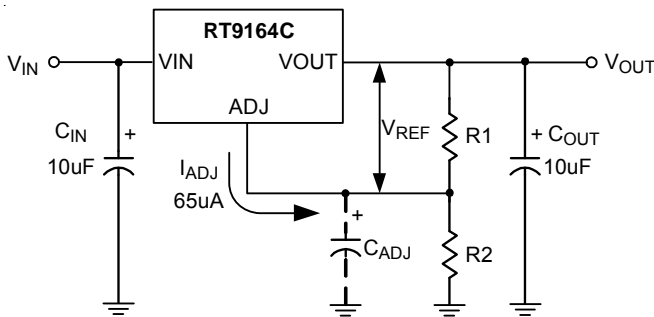 RT9164C
VIN
VIN
VOUT
VOUT
ADJ
CIN
+
10uF
IADJ
65uA
VREF
R1
+
COUT
10uF
+
CADJ
R2